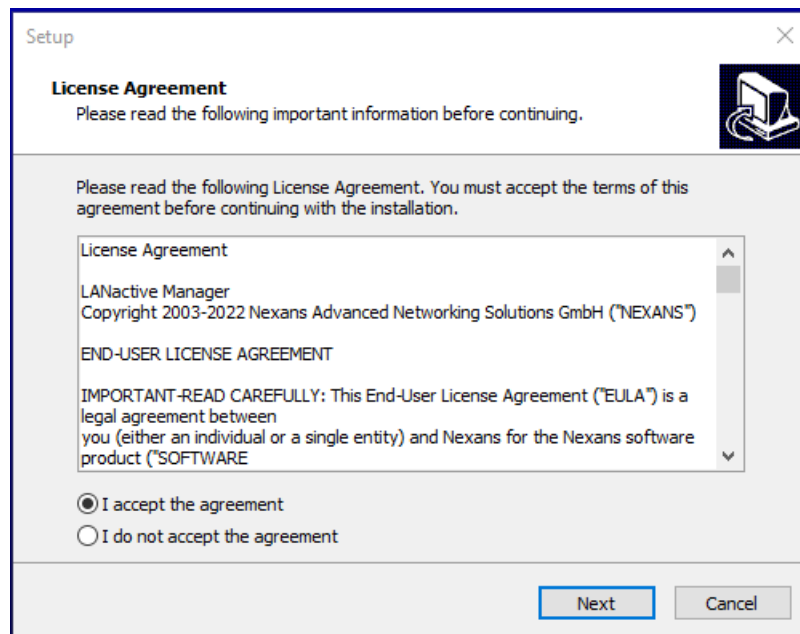 Setup
License Agreement
Please read the following important information before continuing.
Please read the following License Agreement. You must accept the terms of this
agreement before continuing with the installation.
License Agreement
LANactive Manager
Copyright 2003-2022 Nexans Advanced Networking Solutions GmbH ("NEXANS")
END-USER LICENSE AGREEMENT
IMPORTANT-READ CAREFULLY: This End-User License Agreement ("EULA") is a
legal agreement between
you (either an individual or a single entity) and Nexans for the Nexans software
product ("SOFTWARE
I accept the agreement
I do not accept the agreement
Next
Cancel